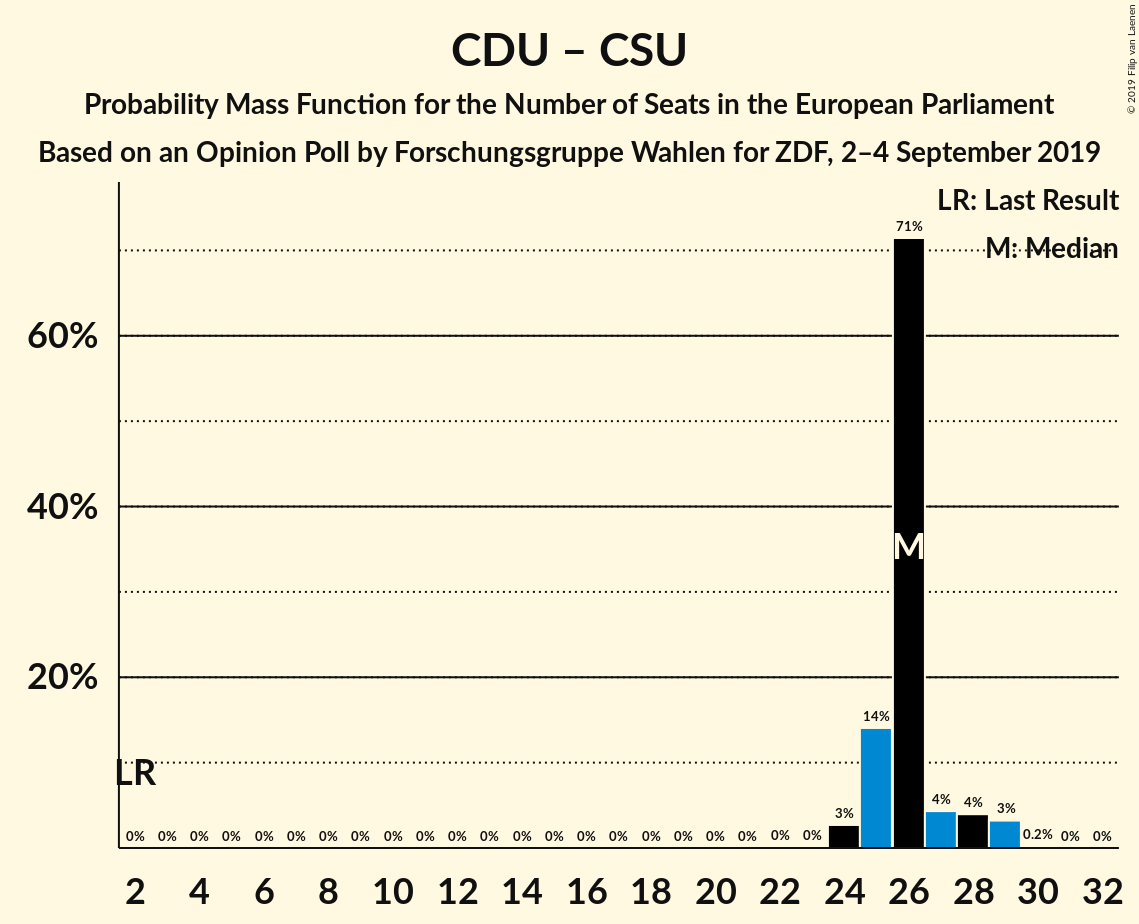 CDU – CSU
Probability Mass Function for the Number of Seats in the European Parliament
Based on an Opinion Poll by Forschungsgruppe Wahlen for ZDF, 2–4 September 2019
© 2019 Filip van Laenen
LR: Last Result
M: Median
60%
40%
20%
71%
M
14%
LR
0% 0% 0% 0% 0% 0% 0% 0% 0% 0% 0% 0% 0% 0% 0% 0% 0% 0% 0% 0% 0% 0% 3% 4% 4% 3% 0.2% 0% 0%
2 4 6 8 10 12 14 16 18 20 22 24 26 28 30 32